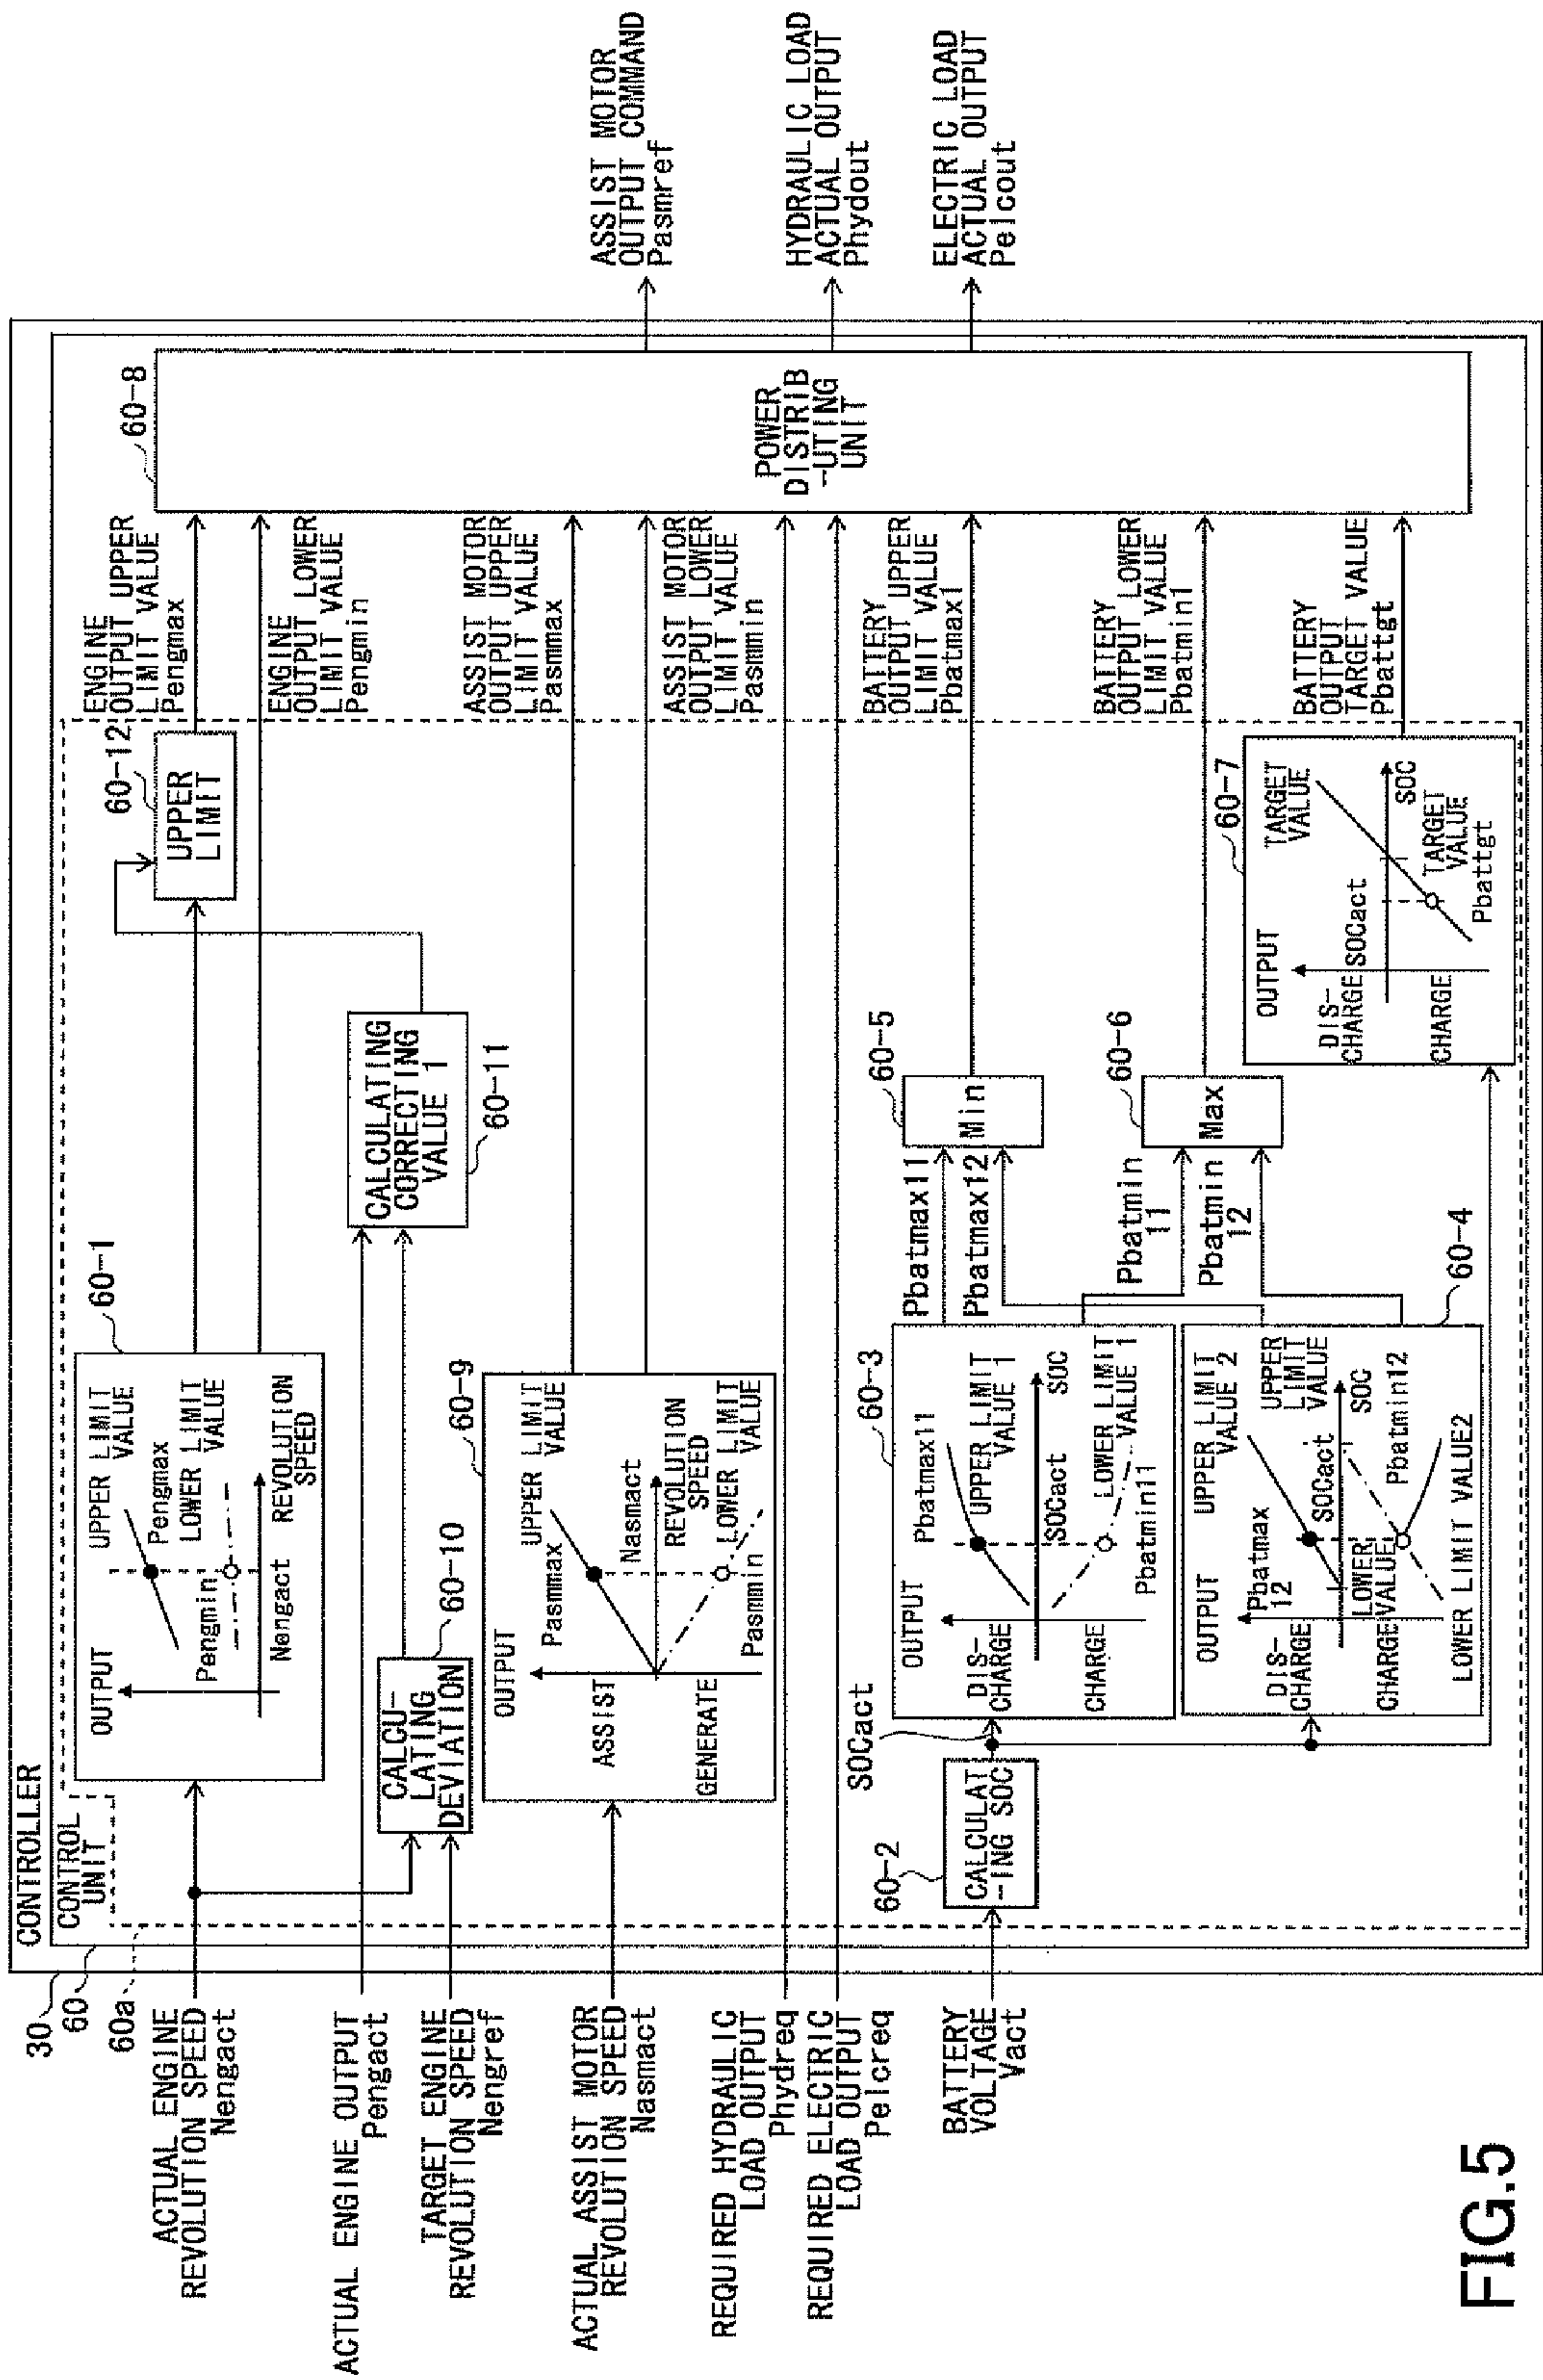 30
CONTROLLER
60
CONTROL
UNIT
60a
ACTUAL ENGINE
REVOLUTION SPEED
Nengact
ACTUAL ENGINE OUTPUT
Pengact
TARGET ENGINE
REVOLUTION SPEED
Nengref
ACTUAL ASSIST MOTOR
REVOLUTION SPEED
Nasmact
REQUIRED HYDRAULIC
LOAD OUTPUT
Phydreq
REQUIRED ELECTRIC
LOAD OUTPUT
Pelcreq
BATTERY
VOLTAGE
Vact
60-1
OUTPUT
UPPER LIMIT
VALUE
Pengmax
LOWER LIMIT
VALUE
Pengmin
Nengact
REVOLUTION
SPEED
60-10
CALCU-
LATING
DEVIATION
60-11
CALCULATING
CORRECTING
VALUE 1
60-12
UPPER
LIMIT
60-9
OUTPUT
UPPER LIMIT
VALUE
Pasmmax
Nasmact
REVOLUTION
SPEED
ASSIST
GENERATE
LOWER LIMIT
VALUE
Pasmmin
60-2
CALCULAT
-ING SOC
SOCact
60-3
OUTPUT
Pbatmax11
UPPER LIMIT
VALUE 1
DIS-
CHARGE
SOCact
SOC
CHARGE
LOWER LIMIT
VALUE 1
Pbatmin11
60-4
OUTPUT
UPPER LIMIT
VALUE 2
Pbatmax
12
UPPER
LIMIT
VALUE
DIS-
CHARGE
SOCact
SOC
LOWER
VALUE
CHARGE
Pbatmin12
LOWER LIMIT VALUE2
Pbatmax11
Pbatmax12
60-5
Min
Pbatmin
11
Pbatmin
12
60-6
Max
60-7
OUTPUT
TARGET
VALUE
DIS-
CHARGE
SOCact
SOC
CHARGE
TARGET
VALUE
Pbattgt
ENGINE
OUTPUT UPPER
LIMIT VALUE
Pengmax
ENGINE
OUTPUT LOWER
LIMIT VALUE
Pengmin
ASSIST MOTOR
OUTPUT UPPER
LIMIT VALUE
Pasmmax
ASSIST MOTOR
OUTPUT LOWER
LIMIT VALUE
Pasmmin
BATTERY
OUTPUT UPPER
LIMIT VALUE
Pbatmax1
BATTERY
OUTPUT LOWER
LIMIT VALUE
Pbatmin1
BATTERY
OUTPUT
TARGET VALUE
Pbattgt
60-8
POWER
DISTRIB
-UTING
UNIT
ASSIST MOTOR
OUTPUT COMMAND
Pasmref
HYDRAULIC LOAD
ACTUAL OUTPUT
Phydout
ELECTRIC LOAD
ACTUAL OUTPUT
Pelcout
FIG.5